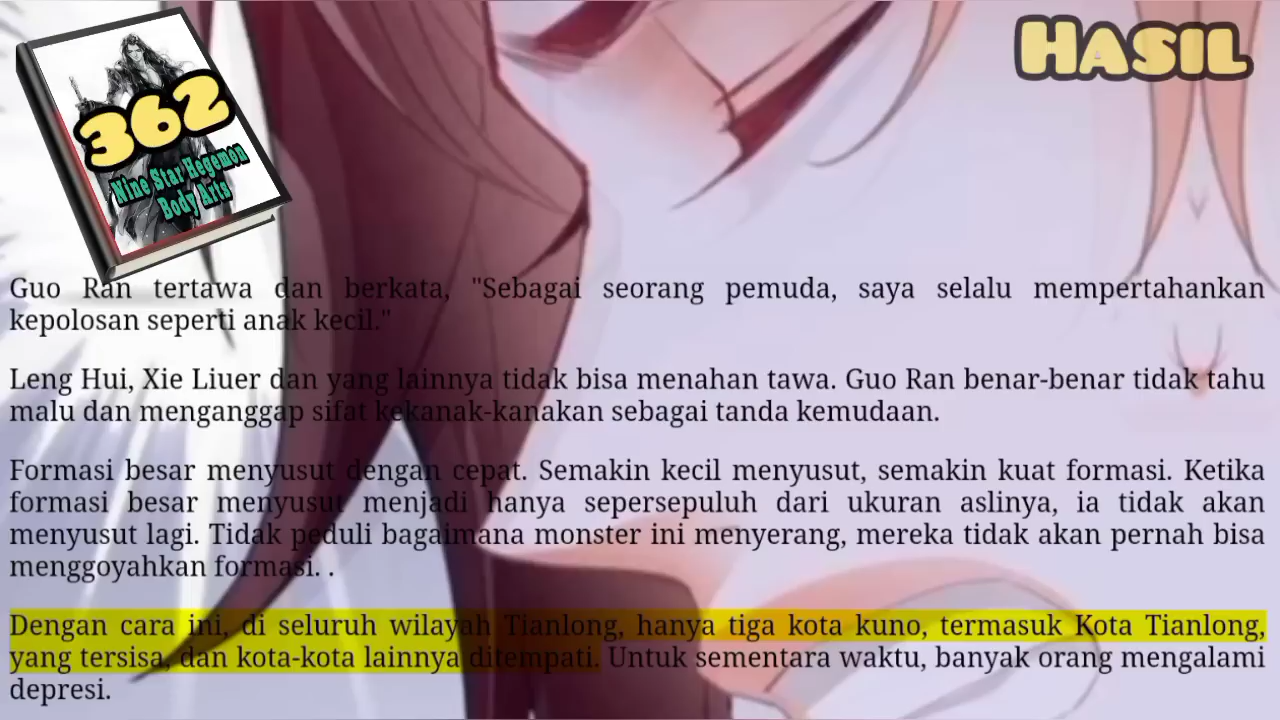 362
Nine Star Hegemon
Body Arts
HASIL
Guo Ran tertawa dan berkata, "Sebagai seorang pemuda, saya selalu mempertahankan
kepolosan seperti anak kecil."
Leng Hui, Xie Liuer dan yang lainnya tidak bisa menahan tawa. Guo Ran benar-benar tidak tahu
malu dan menganggap sifat kekanak-kanakan sebagai tanda kemudaan.
Formasi besar menyusut dengan cepat. Semakin kecil menyusut, semakin kuat formasi. Ketika
formasi besar menyusut menjadi hanya sepersepuluh dari ukuran aslinya, ia tidak akan
menyusut lagi. Tidak peduli bagaimana monster ini menyerang, mereka tidak akan pernah bisa
menggoyahkan formasi. .
Dengan cara ini, di seluruh wilayah Tianlong, hanya tiga kota kuno, termasuk Kota Tianlong,
yang tersisa, dan kota-kota lainnya ditempati. Untuk sementara waktu, banyak orang mengalami
depresi.